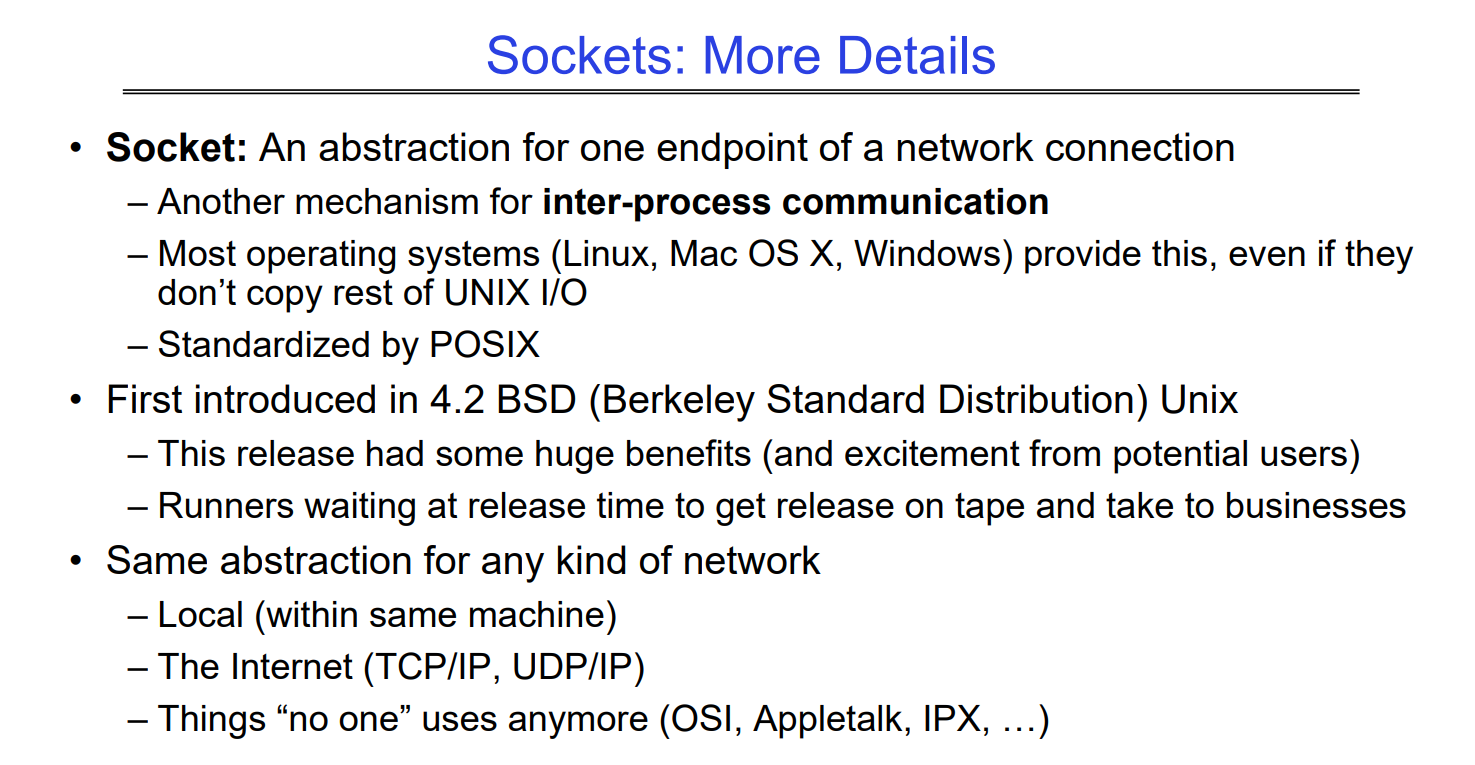 Sockets: More Details
• Socket: An abstraction for one endpoint of a network connection
– Another mechanism for inter-process communication
– Most operating systems (Linux, Mac OS X, Windows) provide this, even if they
don’t copy rest of UNIX I/O
– Standardized by POSIX
• First introduced in 4.2 BSD (Berkeley Standard Distribution) Unix
– This release had some huge benefits (and excitement from potential users)
– Runners waiting at release time to get release on tape and take to businesses
• Same abstraction for any kind of network
– Local (within same machine)
– The Internet (TCP/IP, UDP/IP)
– Things “no one” uses anymore (OSI, Appletalk, IPX, …)